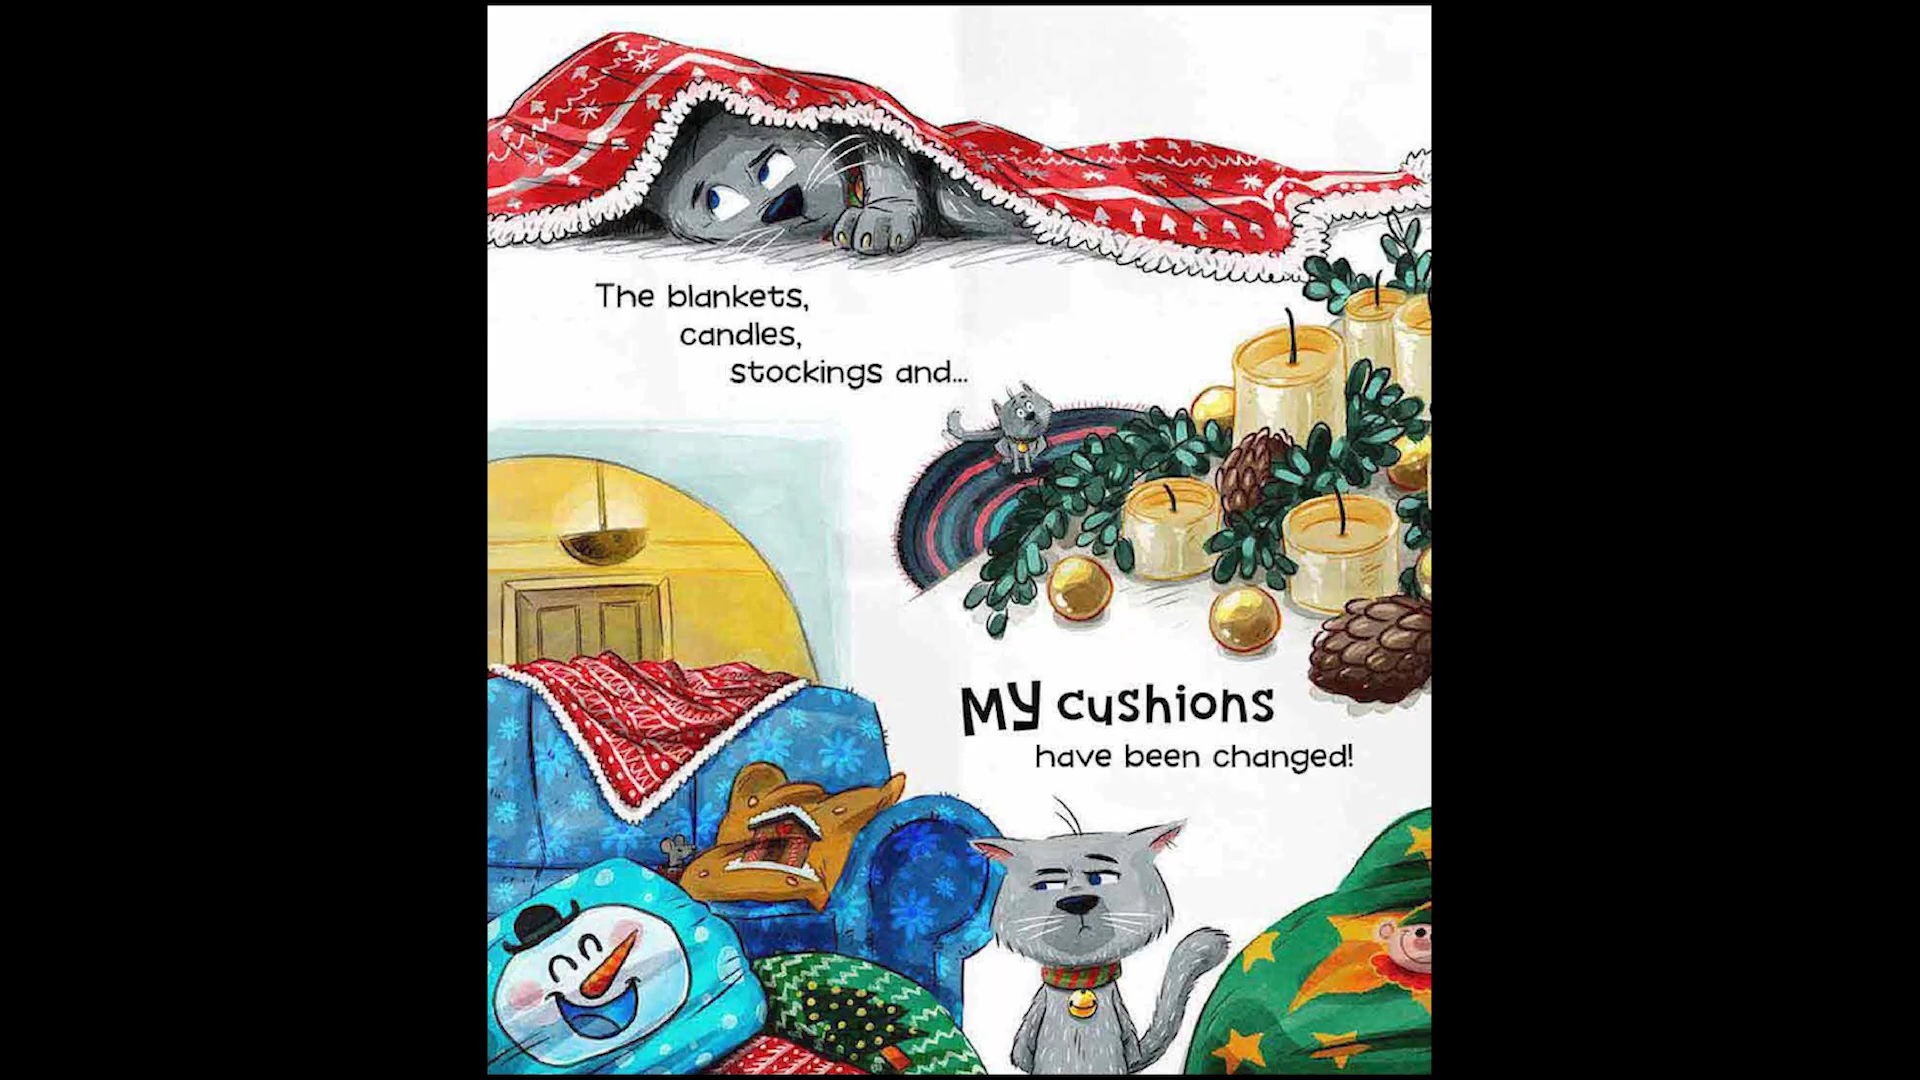 The blankets,
candles,
stockings and...
MY cushions
have been changed!